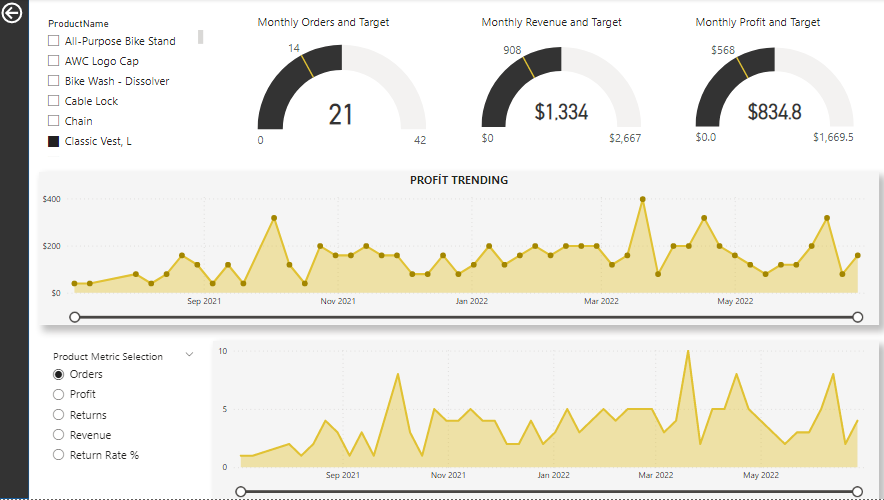 ProductName
All-Purpose Bike Stand
AWC Logo Cap
Bike Wash - Dissolver
Cable Lock
Chain
Classic Vest, L
Monthly Orders and Target
14
21
0
42
Monthly Revenue and Target
908
$1,334
$0
$2,667
Monthly Profit and Target
$568
$834.8
$0.0
$1,669.5
PROFİT TRENDING
$400
$200
$0
Sep 2021
Nov 2021
Jan 2022
Mar 2022
May 2022
Product Metric Selection
Orders
Profit
Returns
Revenue
Return Rate %
10
5
0
Sep 2021
Nov 2021
Jan 2022
Mar 2022
May 2022